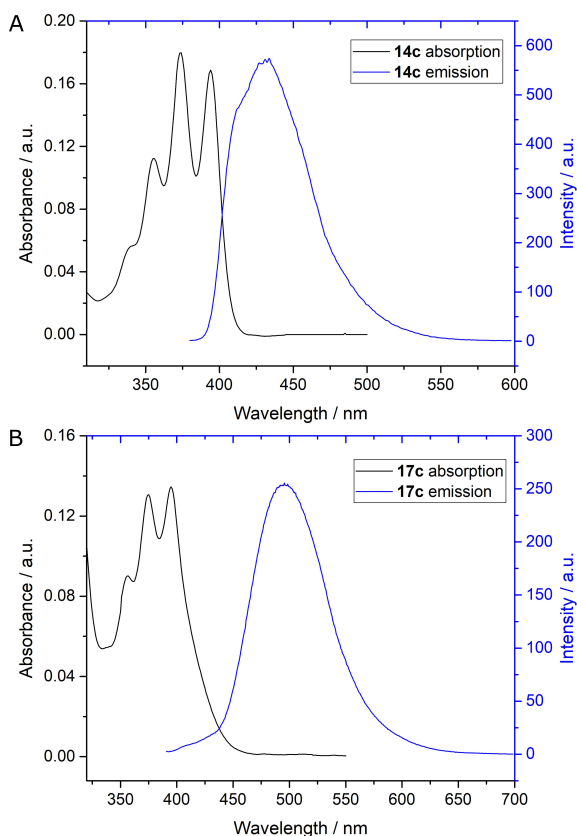 A
14c absorption
14c emission
0.20
0.16
0.12
0.08
0.04
0.00
Absorbance / a.u.
600
500
400
300
200
100
0
Intensity / a.u.
350 400 450 500 550 600
Wavelength / nm
B
17c absorption
17c emission
0.16
0.12
0.08
0.04
0.00
Absorbance / a.u.
300
250
200
150
100
50
0
Intensity / a.u.
350 400 450 500 550 600 650 700
Wavelength / nm